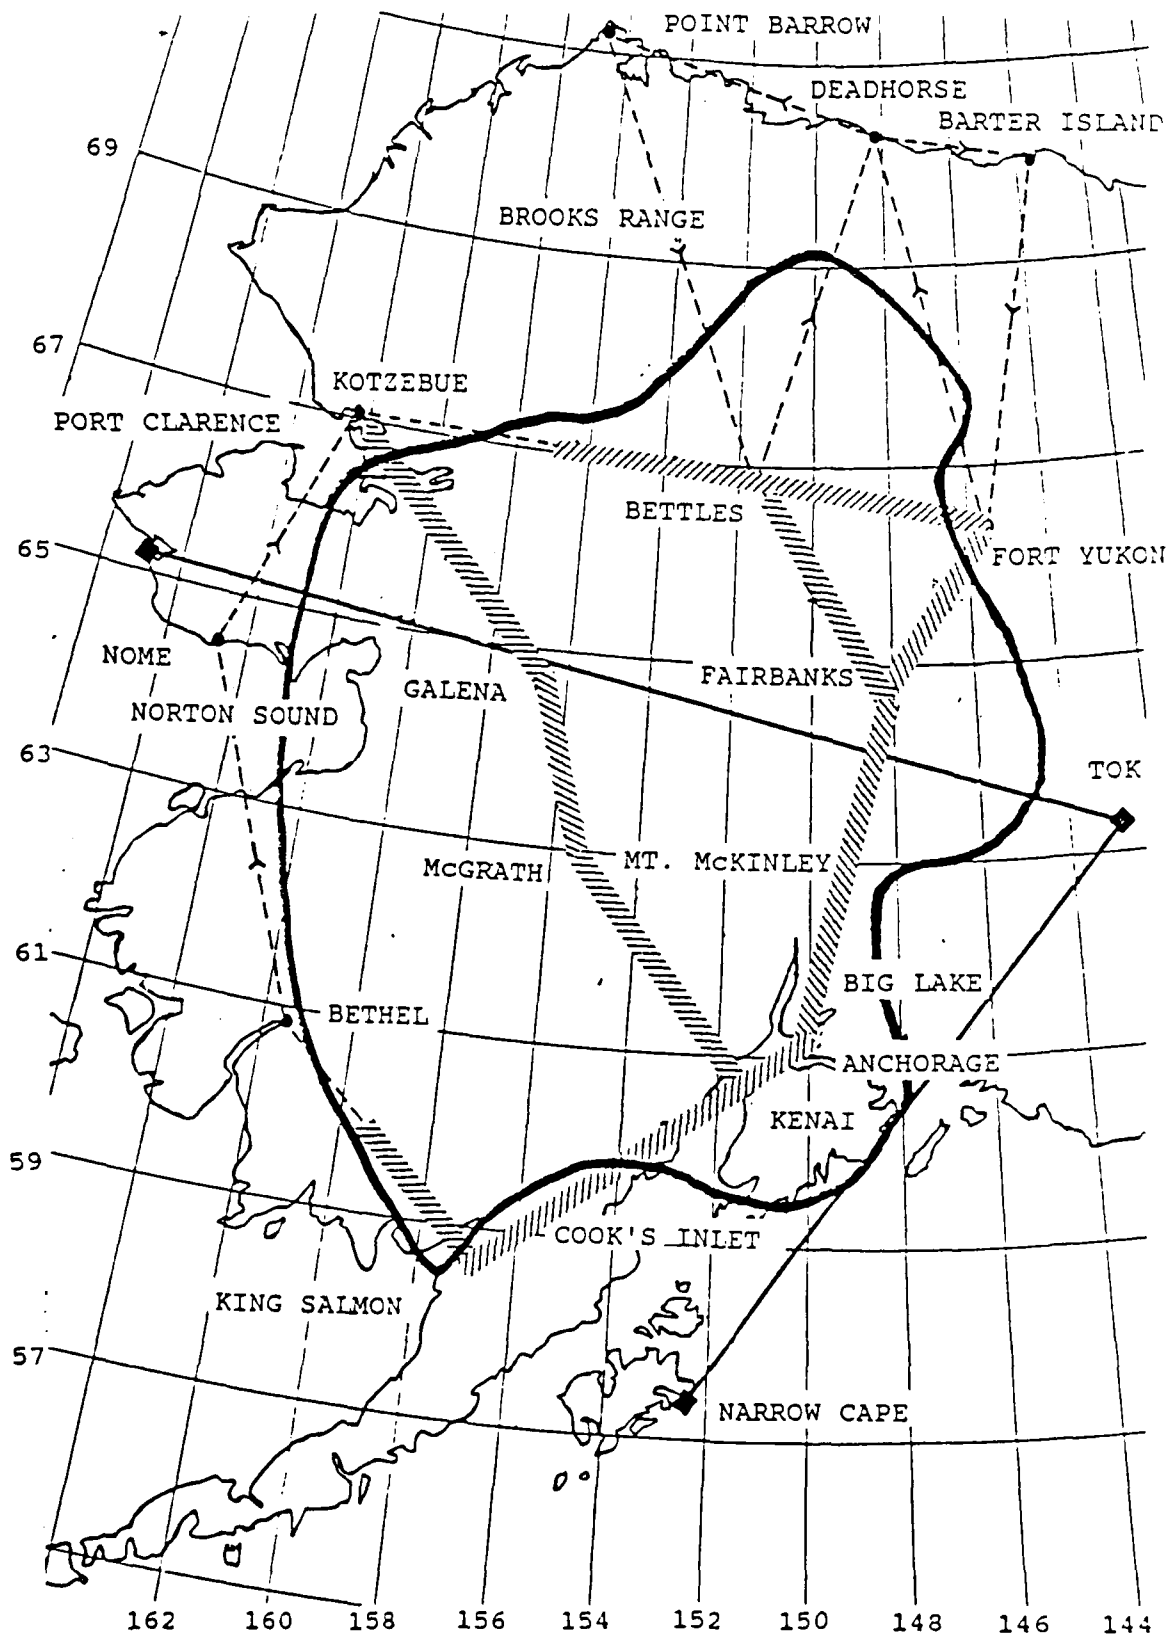 POINT BARROW
DEADHORSE
BARTER ISLAND
69
BROOKS RANGE
67
KOTZEBUE
PORT CLARENCE
BETTLES
65
FORT YUKON
NOME
FAIRBANKS
GALENA
NORTON SOUND
63
TOK
McGRATH
MT. McKINLEY
61
BIG LAKE
BETHEL
ANCHORAGE
KENAI
59
COOK'S INLET
KING SALMON
57
NARROW CAPE
162 160 158 156 154 152 150 148 146 144